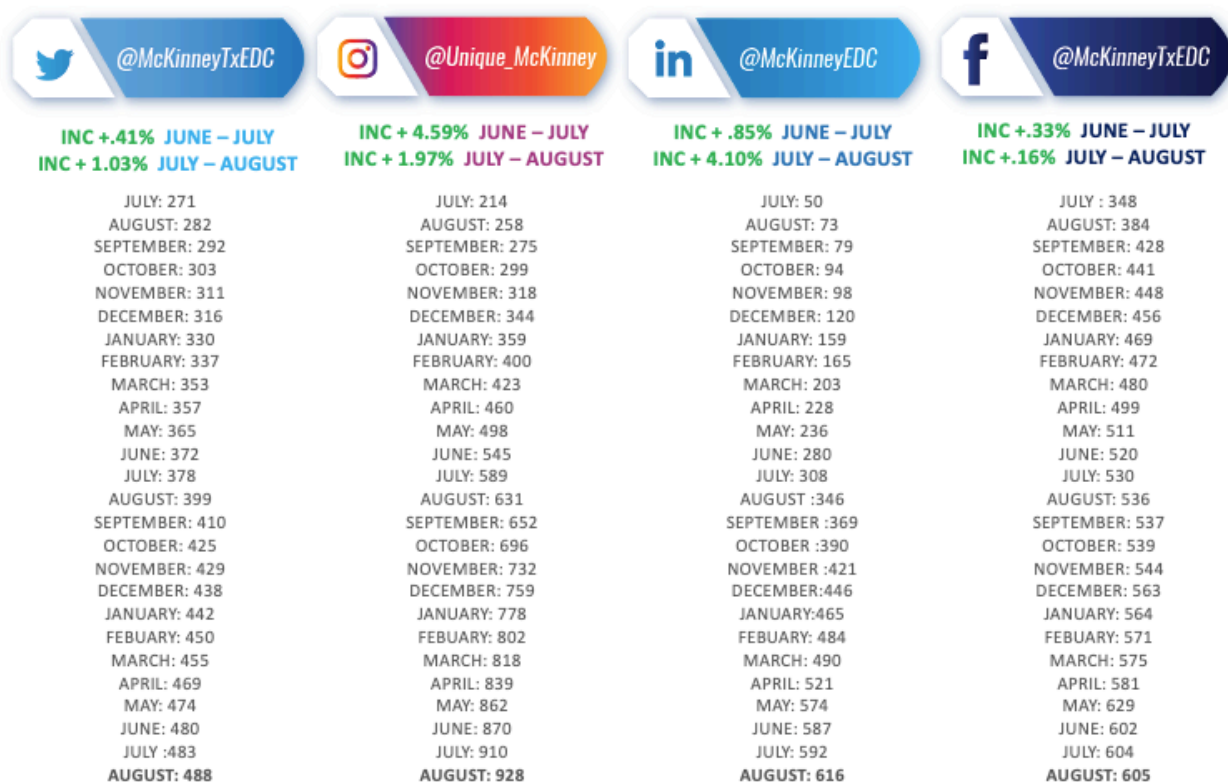 @McKinneyTxEDC
INC +.41% JUNE – JULY
INC + 1.03% JULY – AUGUST
JULY: 271
AUGUST: 282
SEPTEMBER: 292
OCTOBER: 303
NOVEMBER: 311
DECEMBER: 316
JANUARY: 330
FEBRUARY: 337
MARCH: 353
APRIL: 357
MAY: 365
JUNE: 372
JULY: 378
AUGUST: 399
SEPTEMBER: 410
OCTOBER: 425
NOVEMBER: 429
DECEMBER: 438
JANUARY: 442
FEBUARY: 450
MARCH: 455
APRIL: 469
MAY: 474
JUNE: 480
JULY :483
AUGUST: 488
@Unique_McKinney
INC + 4.59% JUNE – JULY
INC + 1.97% JULY – AUGUST
JULY: 214
AUGUST: 258
SEPTEMBER: 275
OCTOBER: 299
NOVEMBER: 318
DECEMBER: 344
JANUARY: 359
FEBRUARY: 400
MARCH: 423
APRIL: 460
MAY: 498
JUNE: 545
JULY: 589
AUGUST: 631
SEPTEMBER: 652
OCTOBER: 696
NOVEMBER: 732
DECEMBER: 759
JANUARY: 778
FEBUARY: 802
MARCH: 818
APRIL: 839
MAY: 862
JUNE: 870
JULY: 910
AUGUST: 928
in
@McKinneyEDC
INC + .85% JUNE – JULY
INC + 4.10% JULY – AUGUST
JULY: 50
AUGUST: 73
SEPTEMBER: 79
OCTOBER: 94
NOVEMBER: 98
DECEMBER: 120
JANUARY: 159
FEBRUARY: 165
MARCH: 203
APRIL: 228
MAY: 236
JUNE: 280
JULY: 308
AUGUST :346
SEPTEMBER :369
OCTOBER :390
NOVEMBER :421
DECEMBER:446
JANUARY:465
FEBUARY: 484
MARCH: 490
APRIL: 521
MAY: 574
JUNE: 587
JULY: 592
AUGUST: 616
f
@McKinneyTxEDC
INC +.33% JUNE – JULY
INC +.16% JULY – AUGUST
JULY : 348
AUGUST: 384
SEPTEMBER: 428
OCTOBER: 441
NOVEMBER: 448
DECEMBER: 456
JANUARY: 469
FEBRUARY: 472
MARCH: 480
APRIL: 499
MAY: 511
JUNE: 520
JULY: 530
AUGUST: 536
SEPTEMBER: 537
OCTOBER: 539
NOVEMBER: 544
DECEMBER: 563
JANUARY: 564
FEBUARY: 571
MARCH: 575
APRIL: 581
MAY: 629
JUNE: 602
JULY: 604
AUGUST: 605